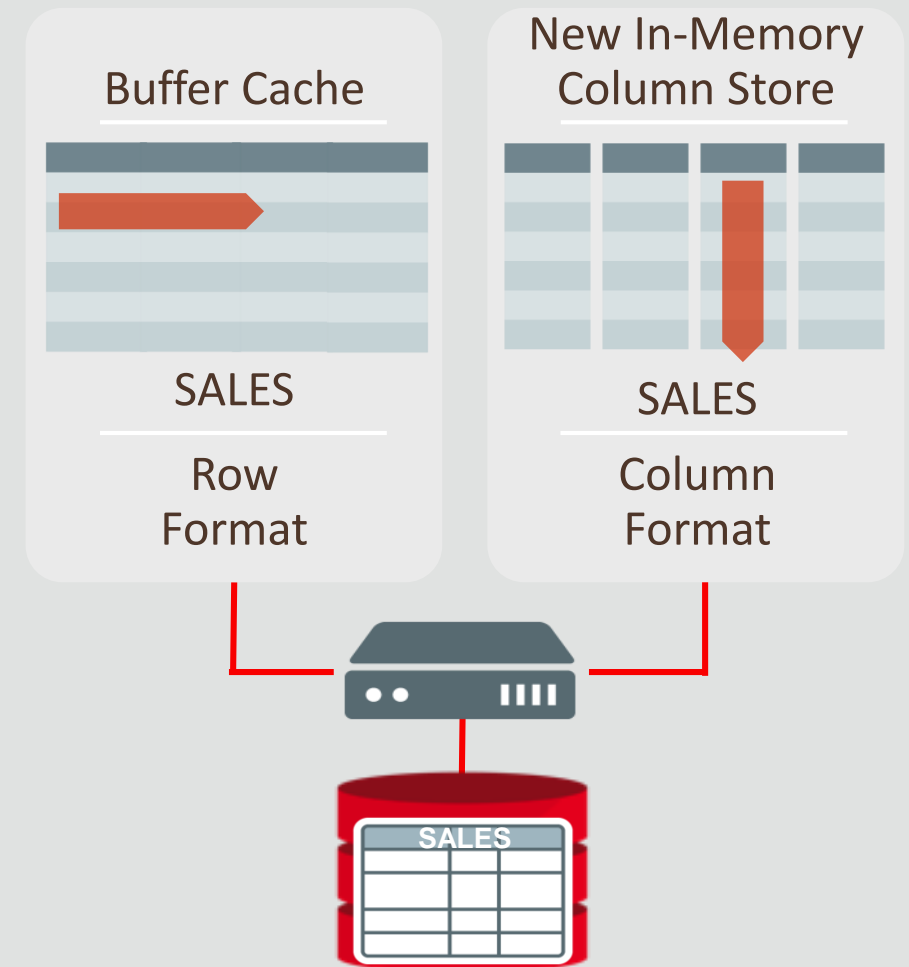 Buffer Cache
SALES
Row
Format
New In-Memory
Column Store
SALES
Column
Format
SALES